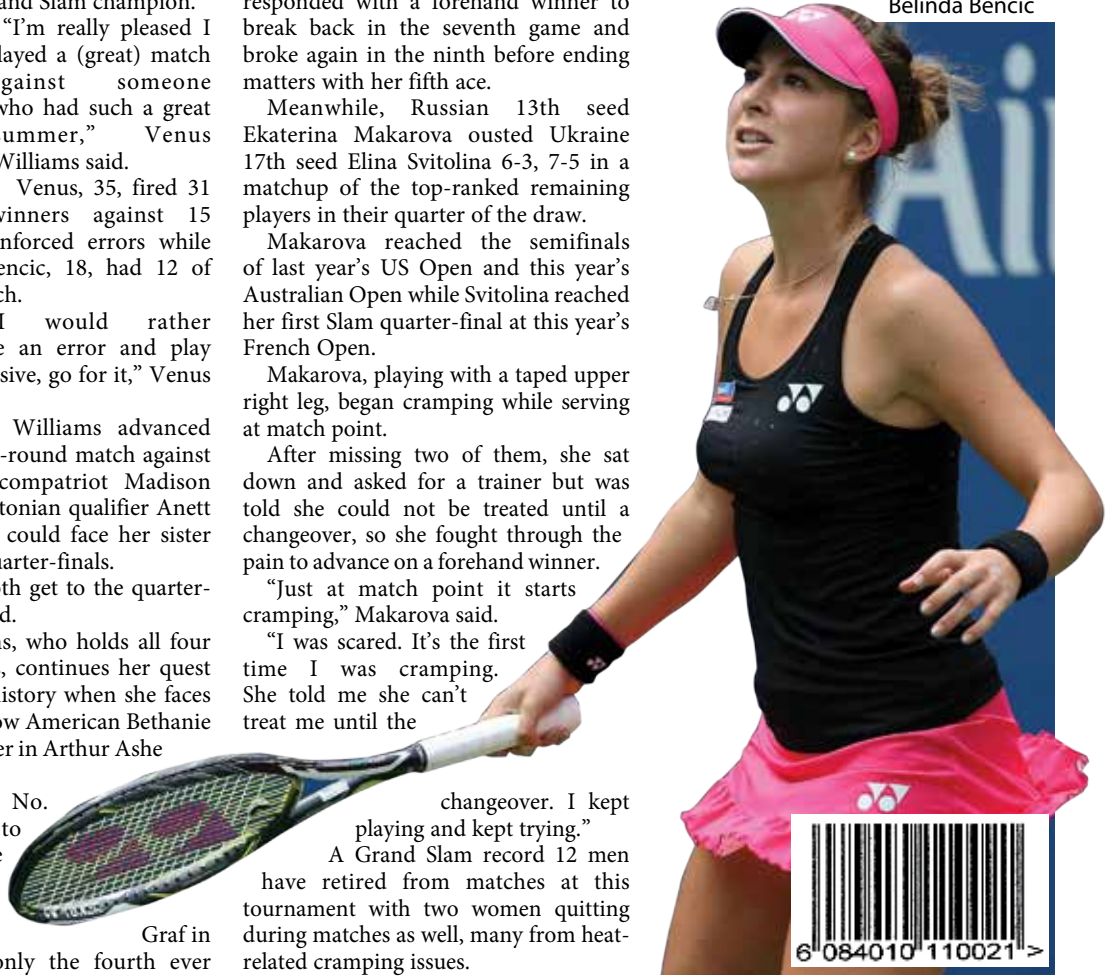 and Slam champion.
“I’m really pleased I
layed a (great) match
gainst someone
who had such a great
summer,” Venus
Williams said.
Venus, 35, fired 31
winners against 15
nforced errors while
encic, 18, had 12 of
ch.
I would rather
e an error and play
sive, go for it,” Venus
Williams advanced
-round match against
compatriot Madison
tonian qualifier Anett
could face her sister
uarter-finals.
oth get to the quarter-
d.
ns, who holds all four
s, continues her quest
history when she faces
ow American Bethanie
er in Arthur Ashe
No.
to
e
Graf in
only the fourth ever
responded with a forehand winner to
break back in the seventh game and
broke again in the ninth before ending
matters with her fifth ace.
Meanwhile, Russian 13th seed
Ekaterina Makarova ousted Ukraine
17th seed Elina Svitolina 6-3, 7-5 in a
matchup of the top-ranked remaining
players in their quarter of the draw.
Makarova reached the semifinals
of last year’s US Open and this year’s
Australian Open while Svitolina reached
her first Slam quarter-final at this year’s
French Open.
Makarova, playing with a taped upper
right leg, began cramping while serving
at match point.
After missing two of them, she sat
down and asked for a trainer but was
told she could not be treated until a
changeover, so she fought through the
pain to advance on a forehand winner.
“Just at match point it starts
cramping,” Makarova said.
“I was scared. It’s the first
time I was cramping.
She told me she can’t
treat me until the
changeover. I kept
playing and kept trying.”
A Grand Slam record 12 men
have retired from matches at this
tournament with two women quitting
during matches as well, many from heat-
related cramping issues.
Belinda Bencic
Ai
6 084010 110021 >